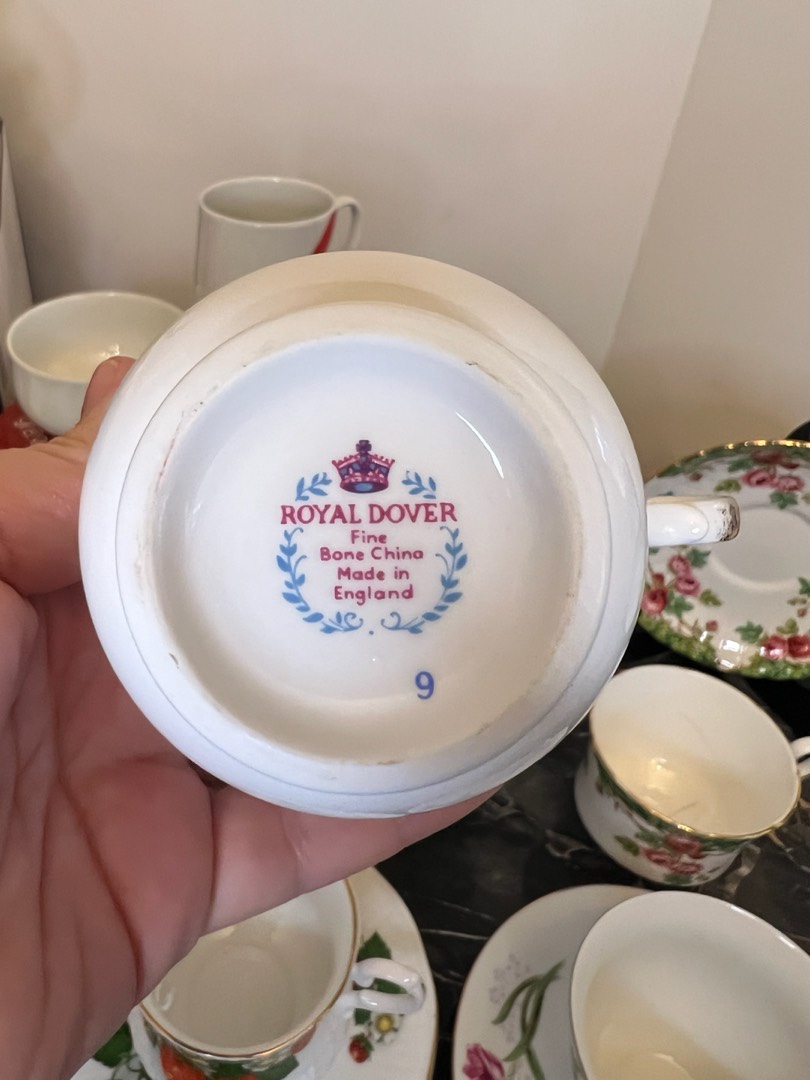 ROYAL DOVER
Fine
Bone China
Made in
England
9